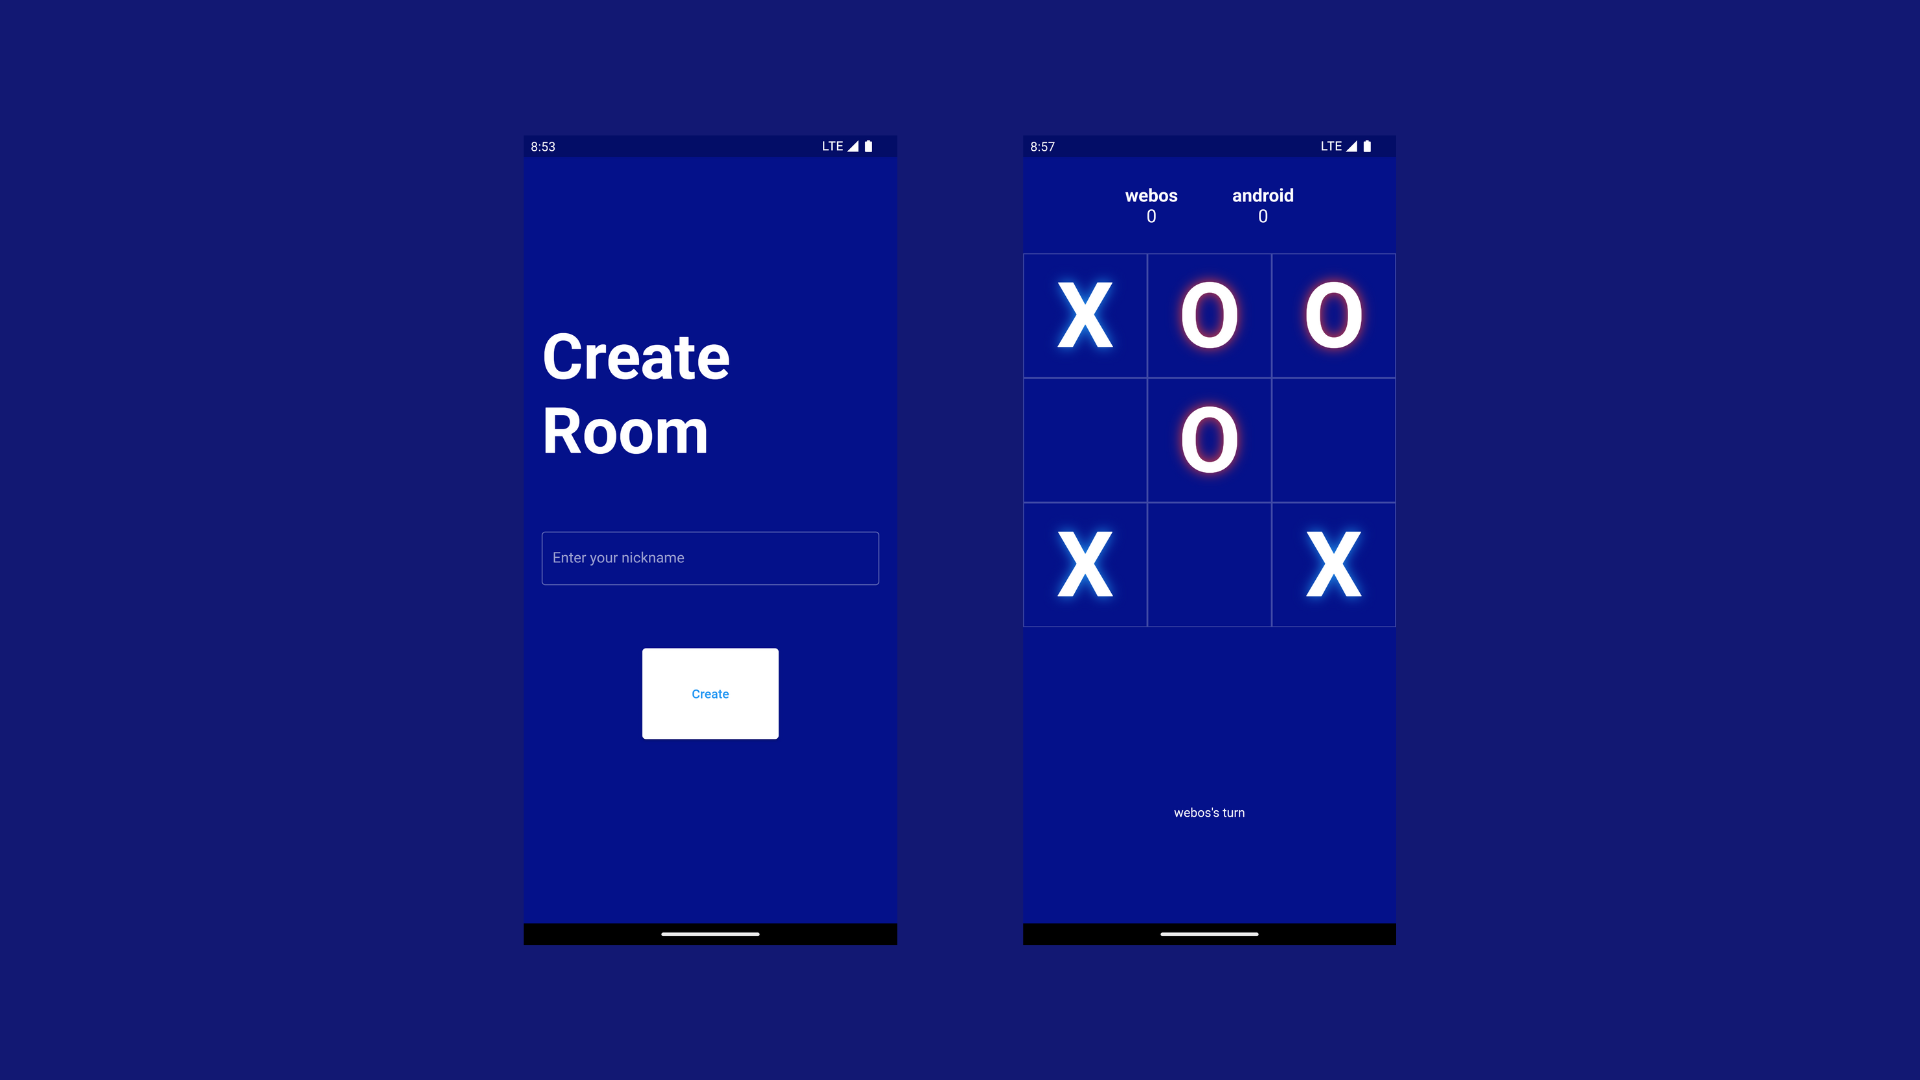 8:53
LTE
Create
Room
Enter your nickname
Create
8:57
LTE
webos android
0 0
X O O
O
X X
webos's turn